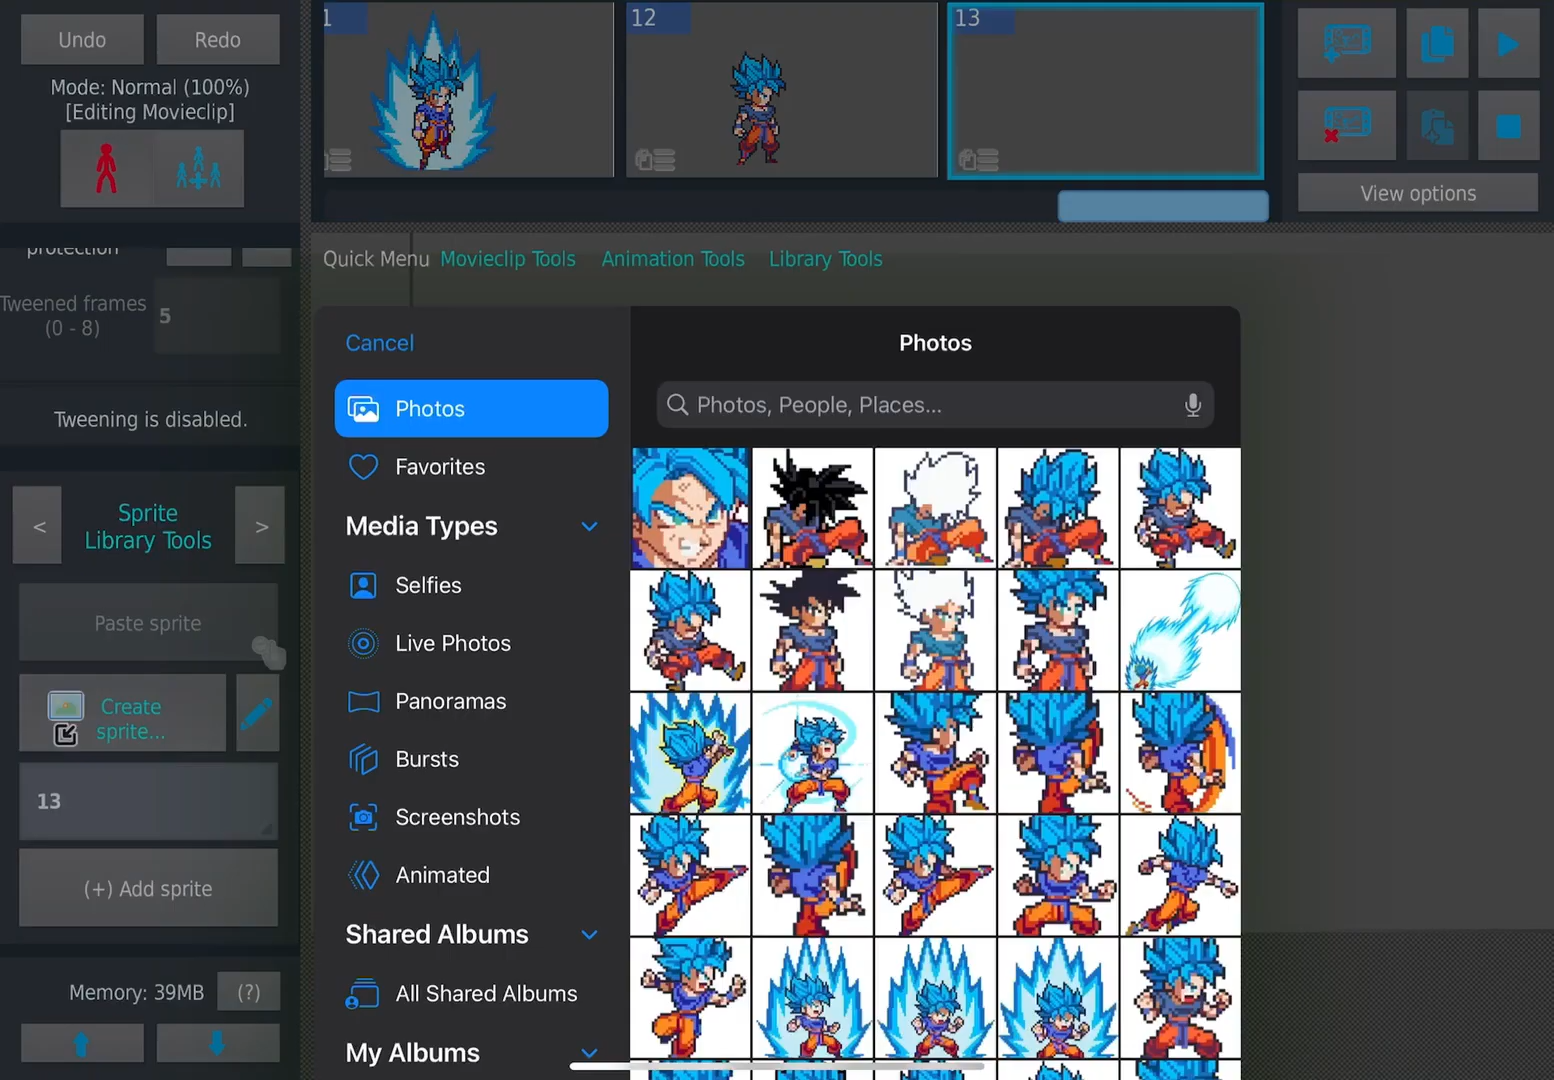 Undo
Redo
Mode: Normal (100%)
[Editing Movieclip]
1
12
13
View options
protection
Tweened frames
(0 - 8)
5
Tweening is disabled.
<
Sprite
Library Tools
>
Paste sprite
Create
sprite...
13
(+) Add sprite
Memory: 39MB
(?)
Quick Menu
Movieclip Tools
Animation Tools
Library Tools
Cancel
Photos
Favorites
Media Types
Selfies
Live Photos
Panoramas
Bursts
Screenshots
Animated
Shared Albums
All Shared Albums
My Albums
Photos
Photos, People, Places...